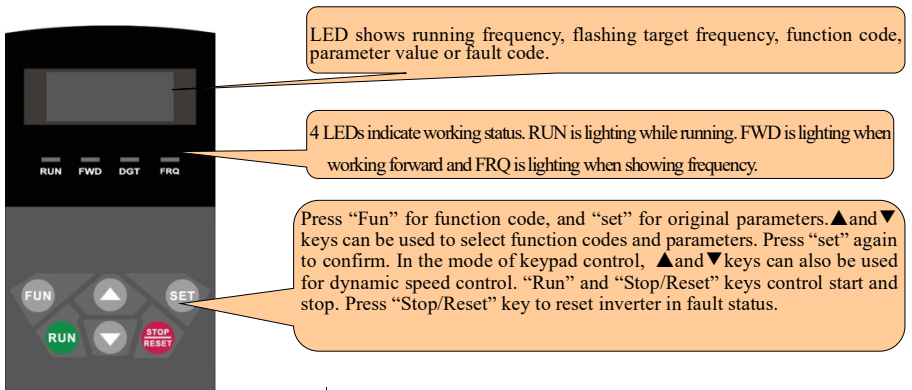 LED shows running frequency, flashing target frequency, function code,
parameter value or fault code.
4 LEDs indicate working status. RUN is lighting while running. FWD is lighting when
working forward and FRQ is lighting when showing frequency.
RUN FWD DGT FRQ
Press “Fun” for function code, and “set” for original parameters.▲and▼
keys can be used to select function codes and parameters. Press “set” again
to confirm. In the mode of keypad control, ▲and▼keys can also be used
for dynamic speed control. “Run” and “Stop/Reset” keys control start and
stop. Press “Stop/Reset” key to reset inverter in fault status.
FUN SET
RUN STOP
RESET